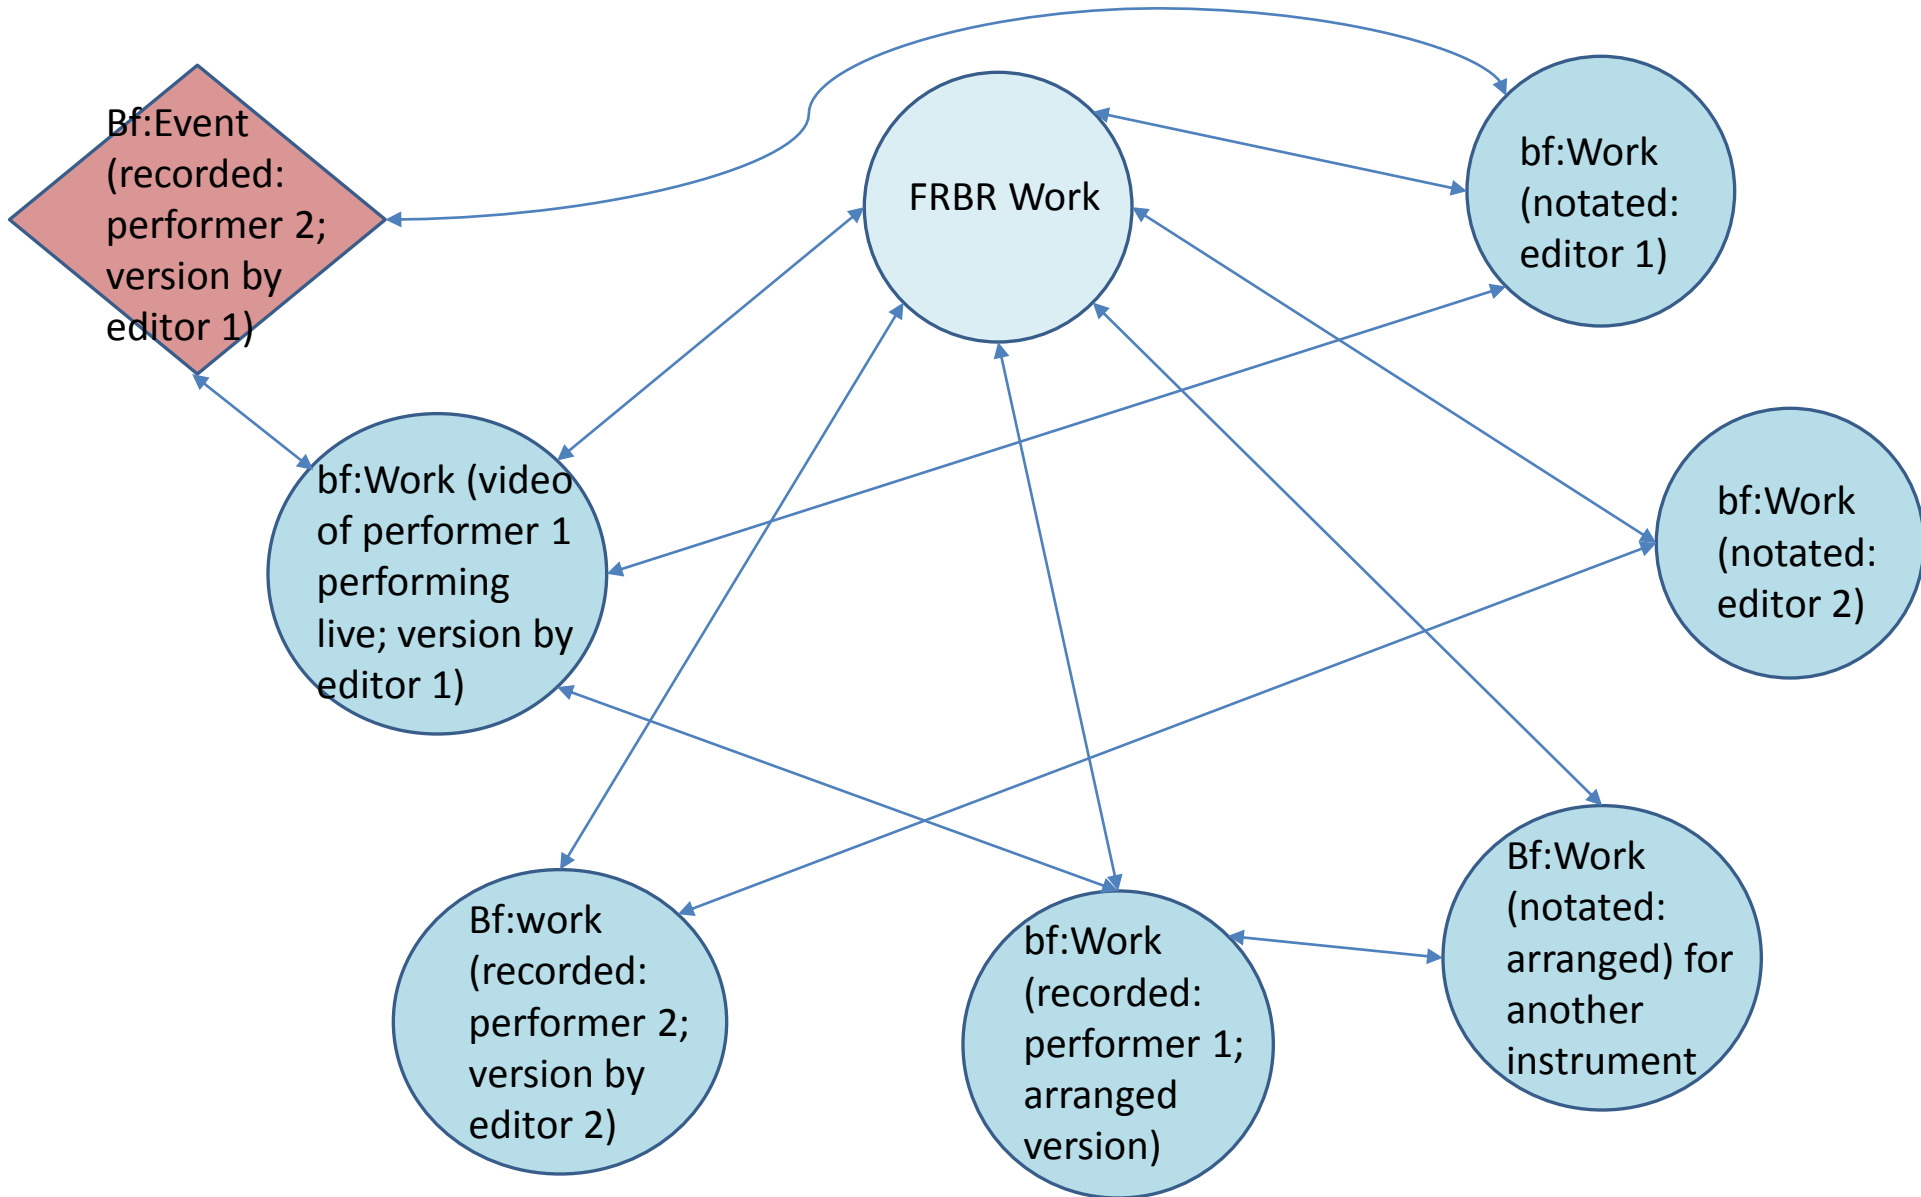 Bf:Event
(recorded:
performer 2;
version by
editor 1)
FRBR Work
bf:Work
(notated:
editor 1)
bf:Work (video
of performer 1
performing
live; version by
editor 1)
bf:Work
(notated:
editor 2)
Bf:work
(recorded:
performer 2;
version by
editor 2)
bf:Work
(recorded:
performer 1;
arranged
version)
Bf:Work
(notated:
arranged) for
another
instrument